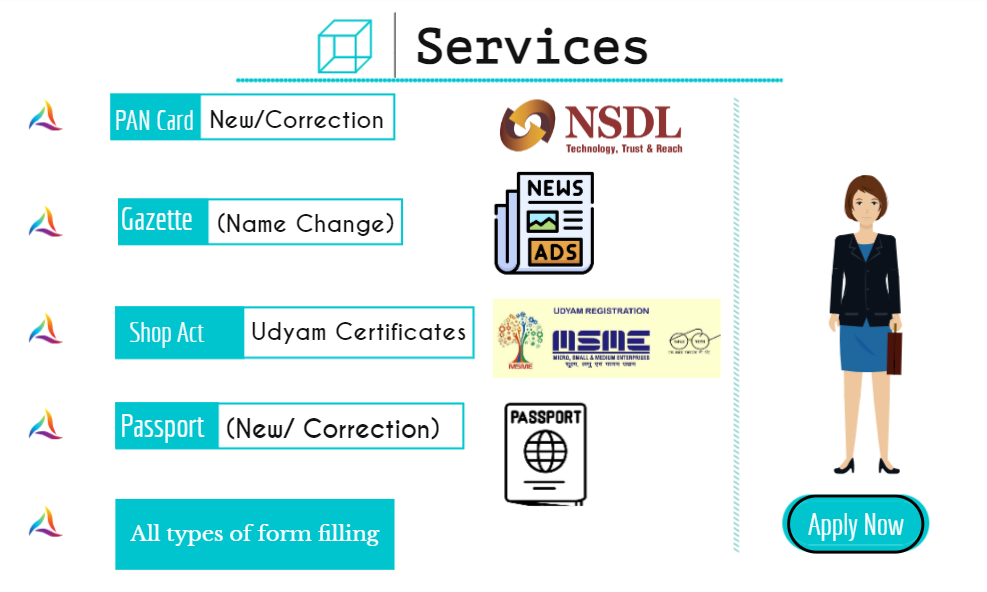 Services
PAN Card New/Correction
NSDL
Technology, Trust & Reach
Gazette (Name Change)
NEWS
ADS
Shop Act Udyam Certificates
UDYAM REGISTRATION
MSME
MICRO, SMALL & MEDIUM ENTERPRISES
सूक्ष्म, लघु एवं मध्यम उद्यम
MSME
Passport (New/ Correction)
PASSPORT
All types of form filling
Apply Now